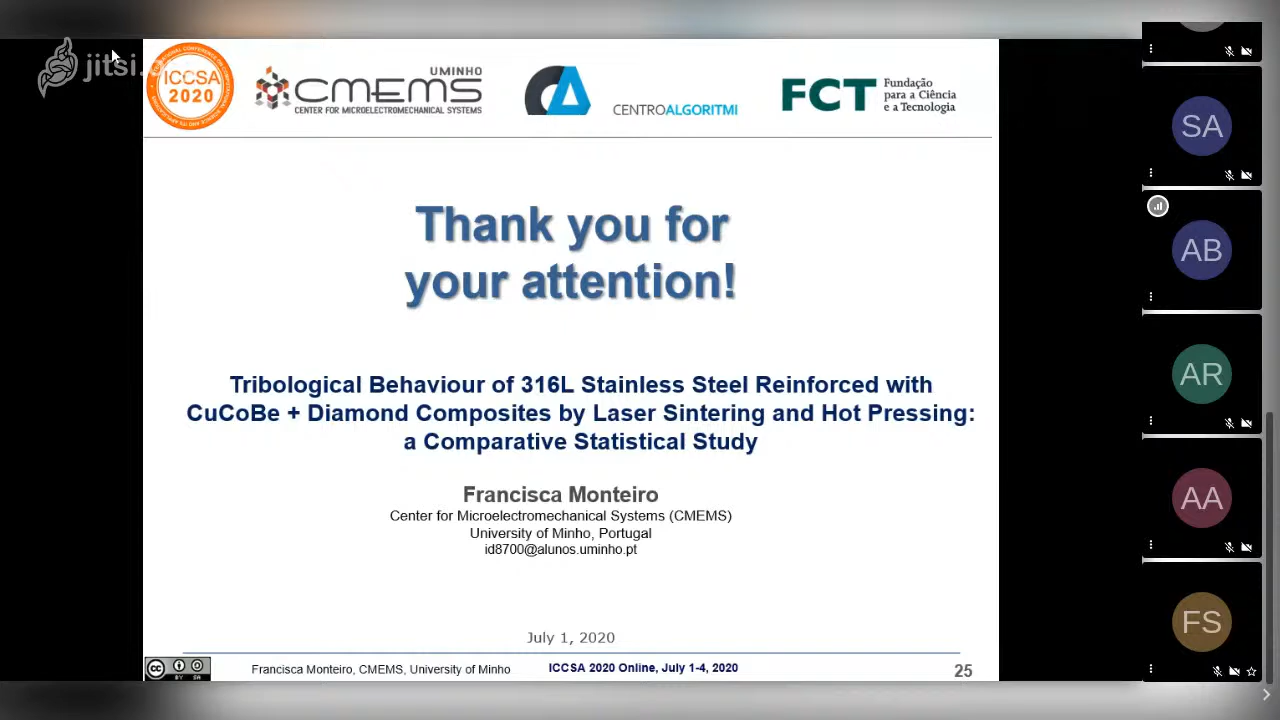 jitsi.
ICCSA
2020
UMINHO
CMEMS
CENTER FOR MICROELECTROMECHANICAL SYSTEMS
CENTROALGORITMI
FCT
Fundação
para a Ciência
e a Tecnologia
Thank you for
your attention!
Tribological Behaviour of 316L Stainless Steel Reinforced with
CuCoBe + Diamond Composites by Laser Sintering and Hot Pressing:
a Comparative Statistical Study
Francisca Monteiro
Center for Microelectromechanical Systems (CMEMS)
University of Minho, Portugal
id8700@alunos.uminho.pt
July 1, 2020
cc
BY SA
Francisca Monteiro, CMEMS, University of Minho
ICCSA 2020 Online, July 1-4, 2020
25
SA
AB
AR
AA
FS